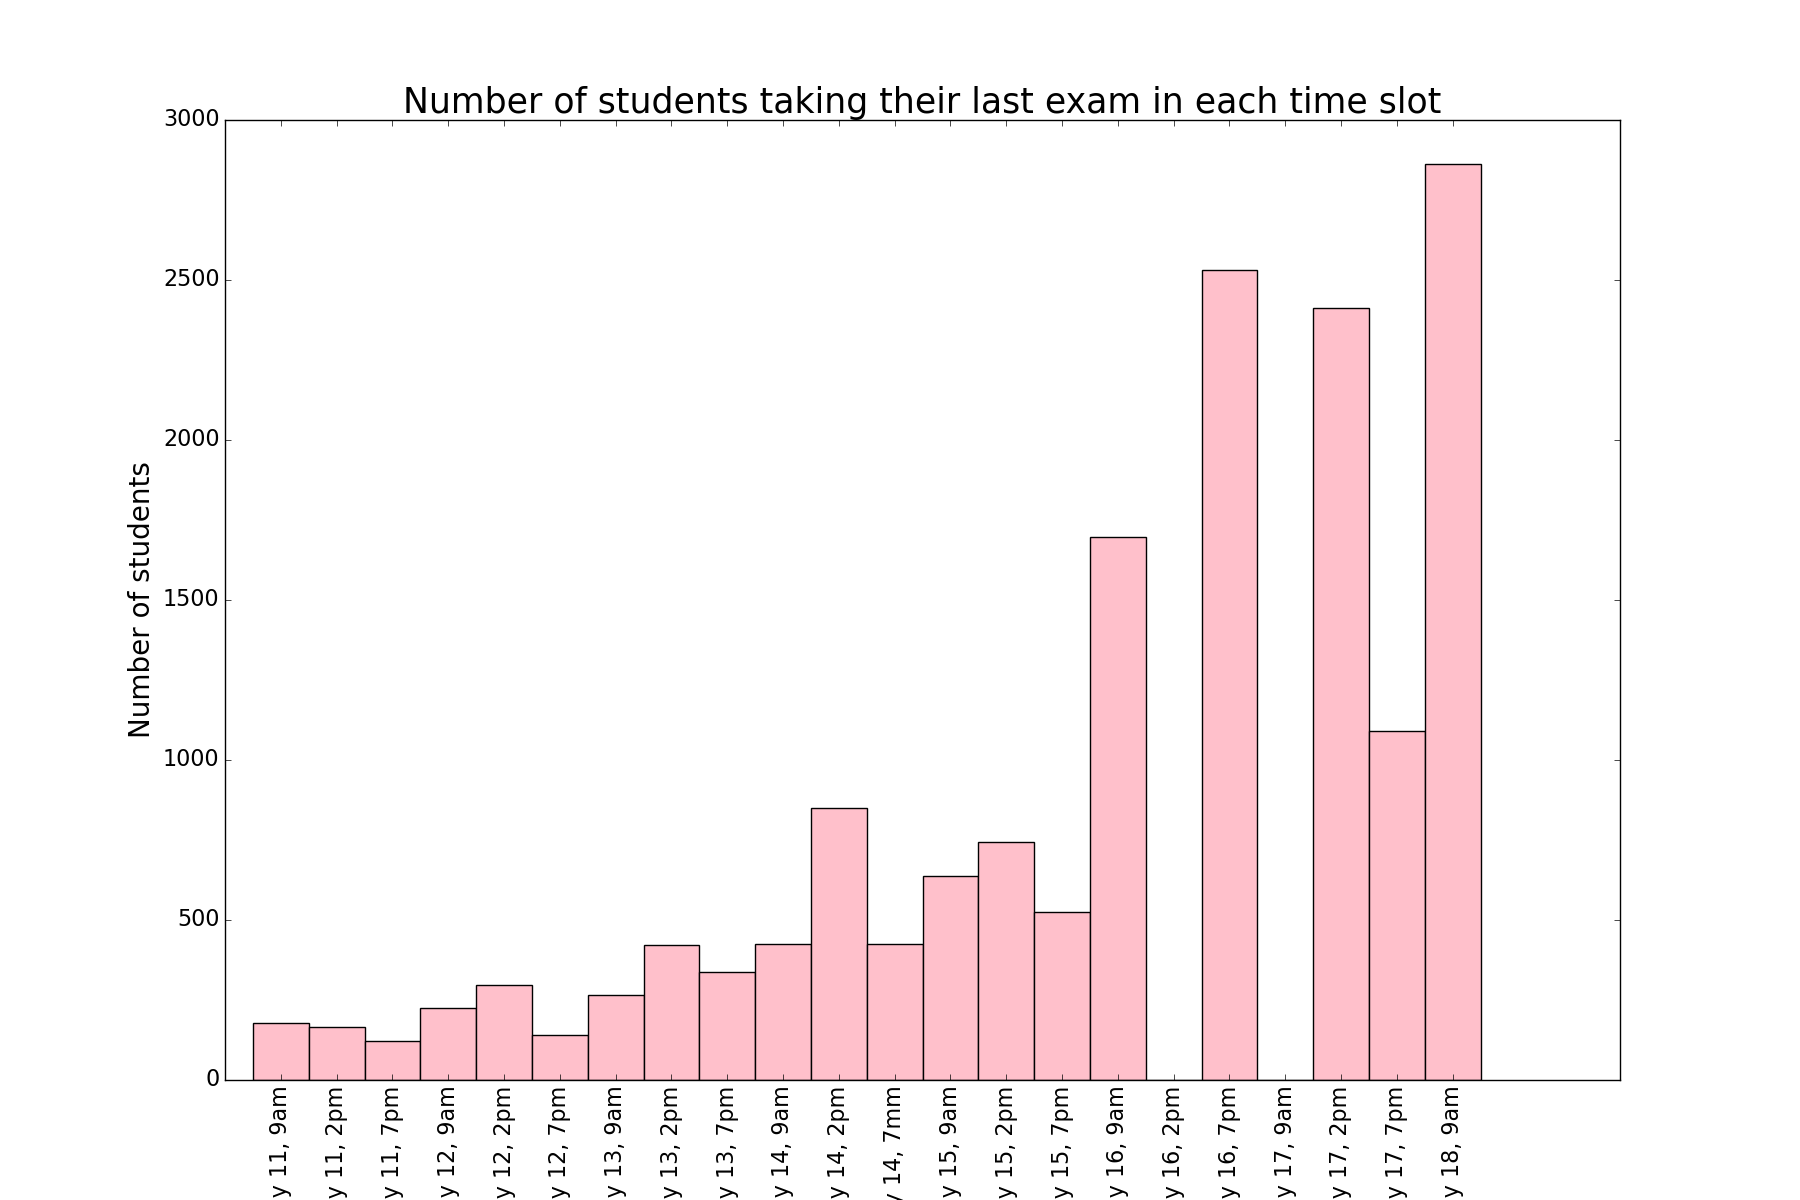 Number of students taking their last exam in each time slot
Number of students
3000
2500
2000
1500
1000
500
0
y 11, 9am
y 11, 2pm
y 11, 7pm
y 12, 9am
y 12, 2pm
y 12, 7pm
y 13, 9am
y 13, 2pm
y 13, 7pm
y 14, 9am
y 14, 2pm
y 14, 7mm
y 15, 9am
y 15, 2pm
y 15, 7pm
y 16, 9am
y 16, 2pm
y 16, 7pm
y 17, 9am
y 17, 2pm
y 17, 7pm
y 18, 9am